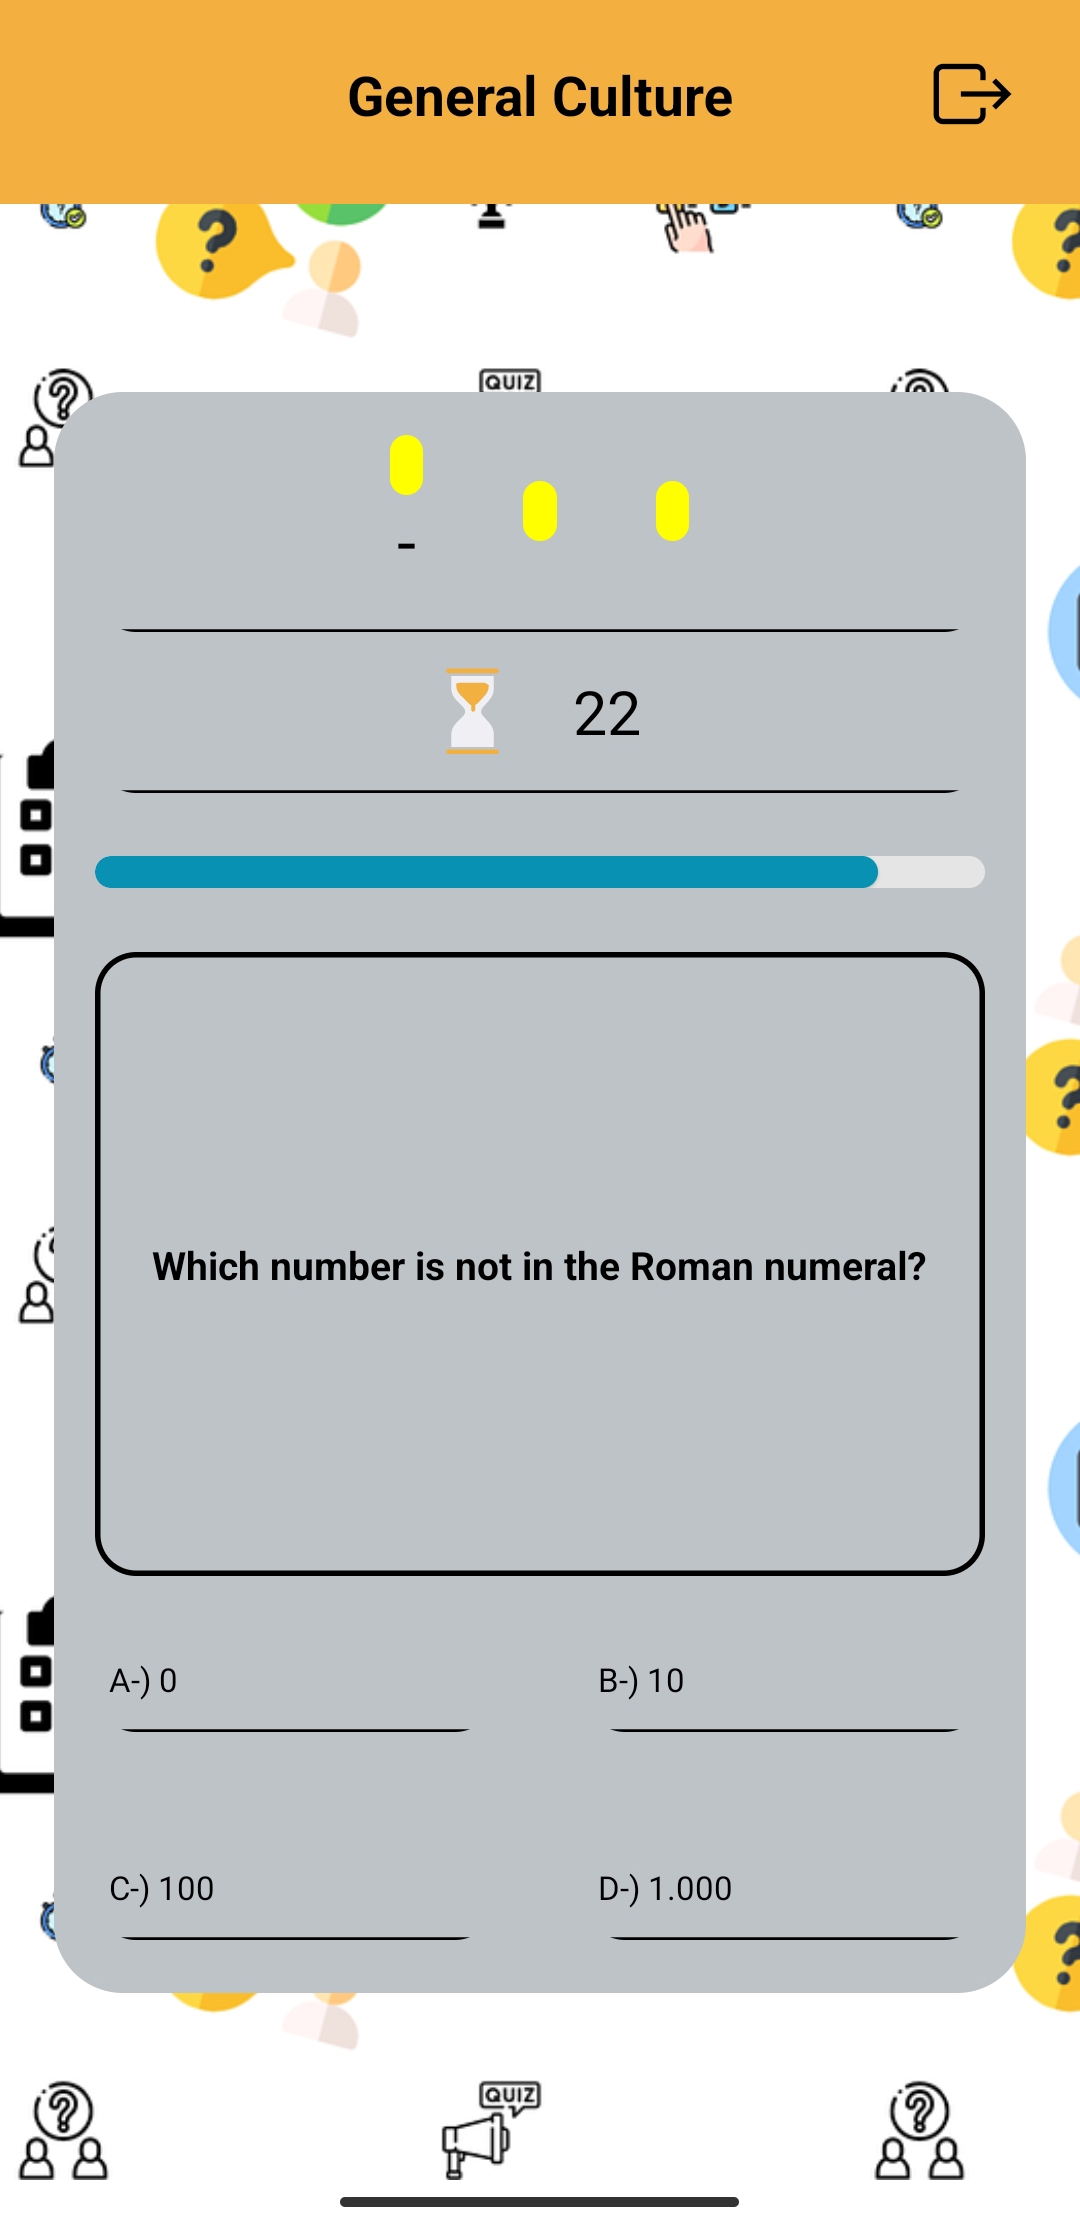 General Culture
QUIZ
-
22
Which number is not in the Roman numeral?
A-) 0
B-) 10
C-) 100
D-) 1.000
QUIZ